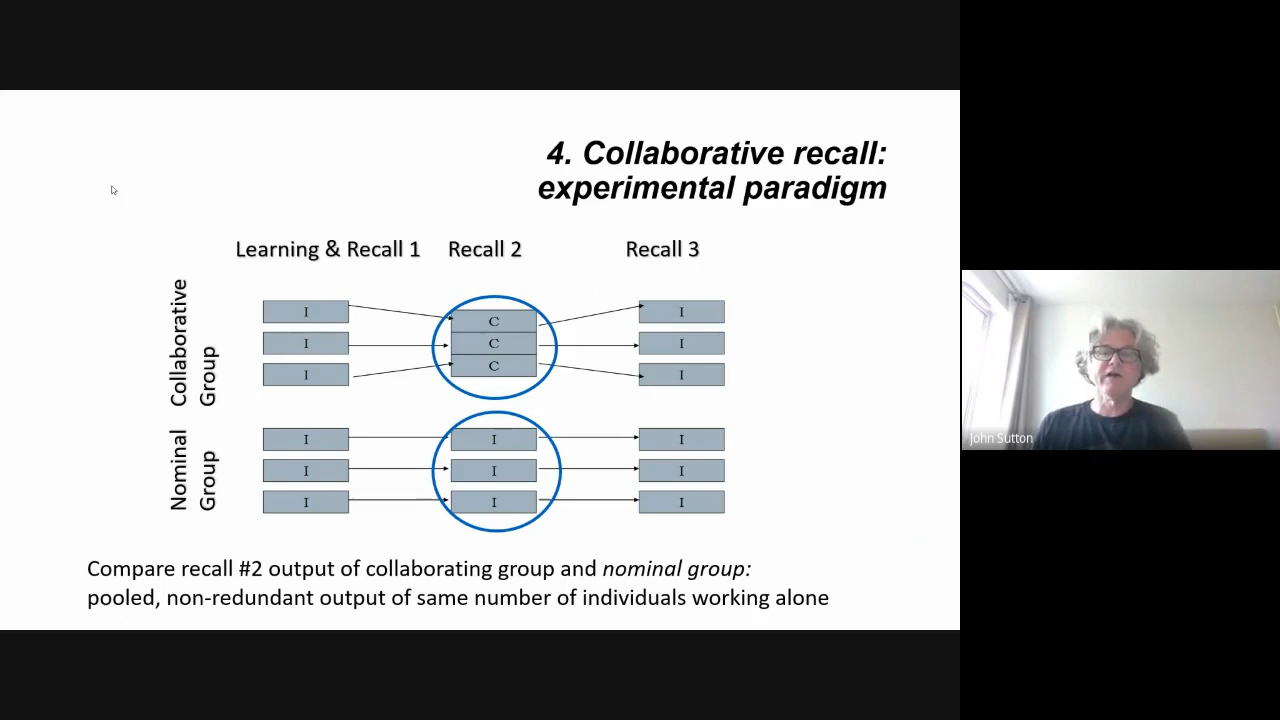 4. Collaborative recall:
experimental paradigm
Learning & Recall 1 Recall 2 Recall 3
Collaborative
Group
I C I
I C I
I C I
Nominal
Group
I I I
I I I
I I I
Compare recall #2 output of collaborating group and nominal group:
pooled, non-redundant output of same number of individuals working alone
John Sutton